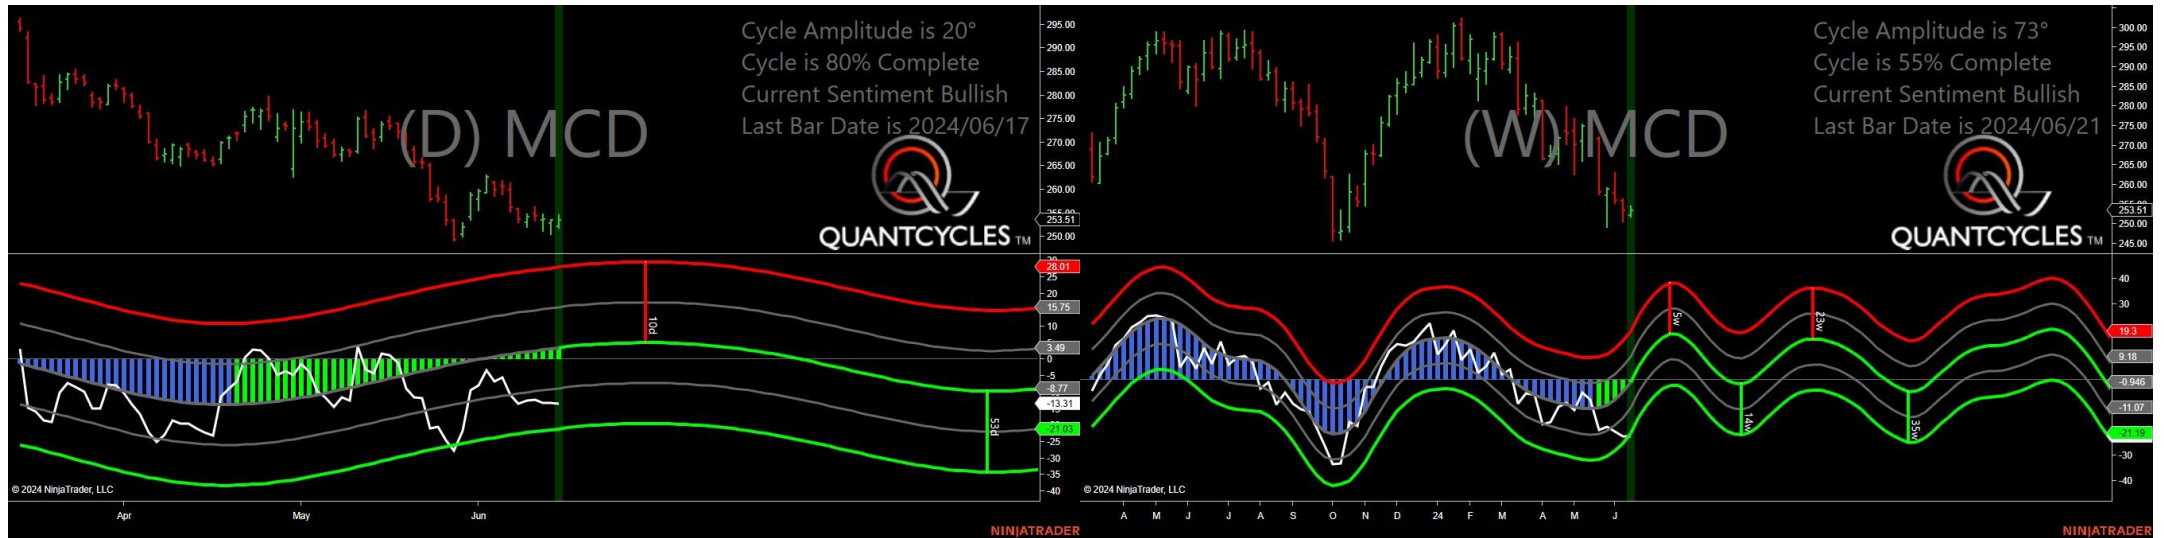 Cycle Amplitude is 20°
Cycle is 80% Complete
Current Sentiment Bullish
Last Bar Date is 2024/06/17
(D) MCD
QUANTCYCLES TM
295.00
290.00
285.00
280.00
275.00
270.00
265.00
260.00
253.51
250.00
28.01
25
20
15.75
10
3.49
0
-5
-8.77
-13.31
-21.03
-25
-30
-35
-40
10d
53d
© 2024 NinjaTrader, LLC
Apr
May
Jun
NINJATRADER
Cycle Amplitude is 73°
Cycle is 55% Complete
Current Sentiment Bullish
Last Bar Date is 2024/06/21
(W) MCD
QUANTCYCLES TM
300.00
295.00
290.00
285.00
280.00
275.00
270.00
265.00
260.00
253.51
250.00
245.00
40
30
19.3
9.18
-0.946
-11.07
-21.19
-30
-40
5w
14w
23w
35w
© 2024 NinjaTrader, LLC
A M J J A S O N D 24 F M A M J
NINJATRADER